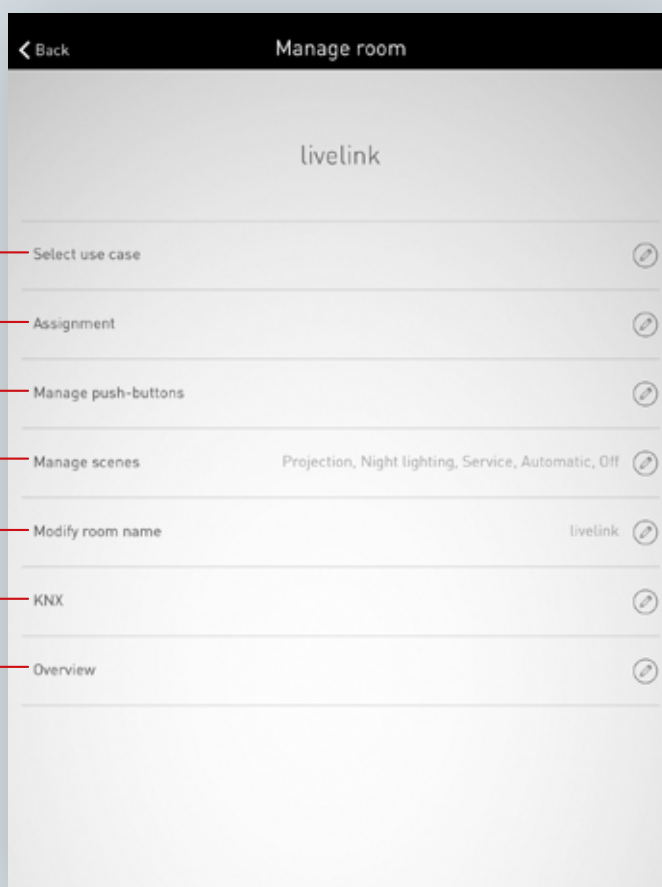 Back
Manage room
livelink
Select use case
Assignment
Manage push-buttons
Manage scenes Projection, Night lighting, Service, Automatic, Off
Modify room name livelink
KNX
Overview